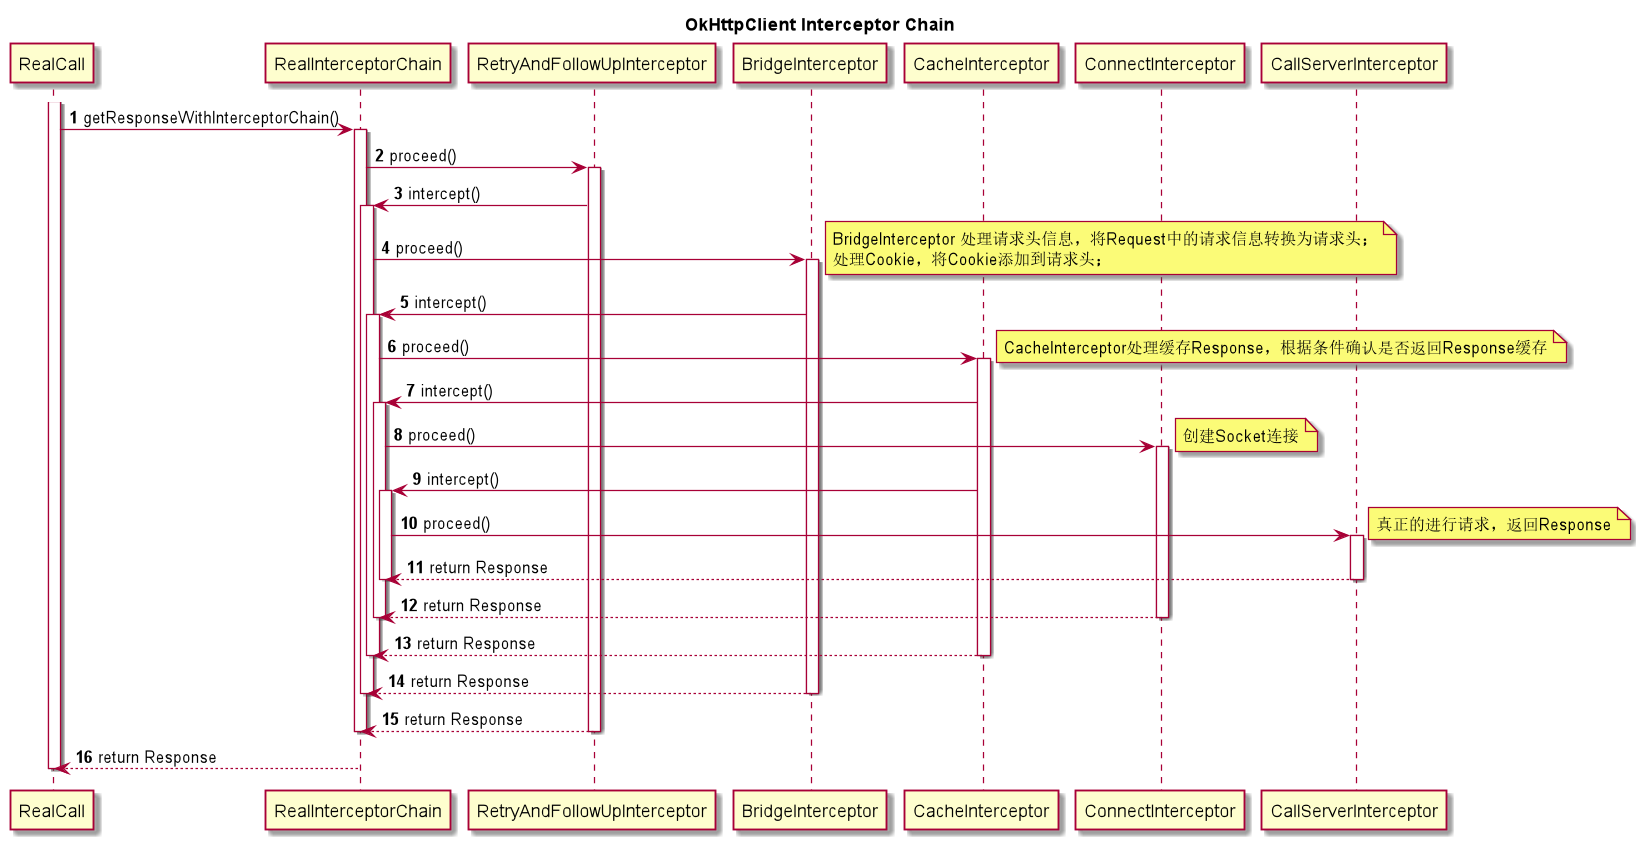 OkHttpClient Interceptor Chain
RealCall
RealInterceptorChain
RetryAndFollowUpInterceptor
BridgeInterceptor
CacheInterceptor
ConnectInterceptor
CallServerInterceptor
1 getResponseWithInterceptorChain()
2 proceed()
3 intercept()
4 proceed()
BridgeInterceptor 处理请求头信息，将Request中的请求信息转换为请求头；
处理Cookie，将Cookie添加到请求头；
5 intercept()
6 proceed()
CacheInterceptor处理缓存Response，根据条件确认是否返回Response缓存
7 intercept()
8 proceed()
创建Socket连接
9 intercept()
10 proceed()
真正的进行请求，返回Response
11 return Response
12 return Response
13 return Response
14 return Response
15 return Response
16 return Response
RealCall
RealInterceptorChain
RetryAndFollowUpInterceptor
BridgeInterceptor
CacheInterceptor
ConnectInterceptor
CallServerInterceptor